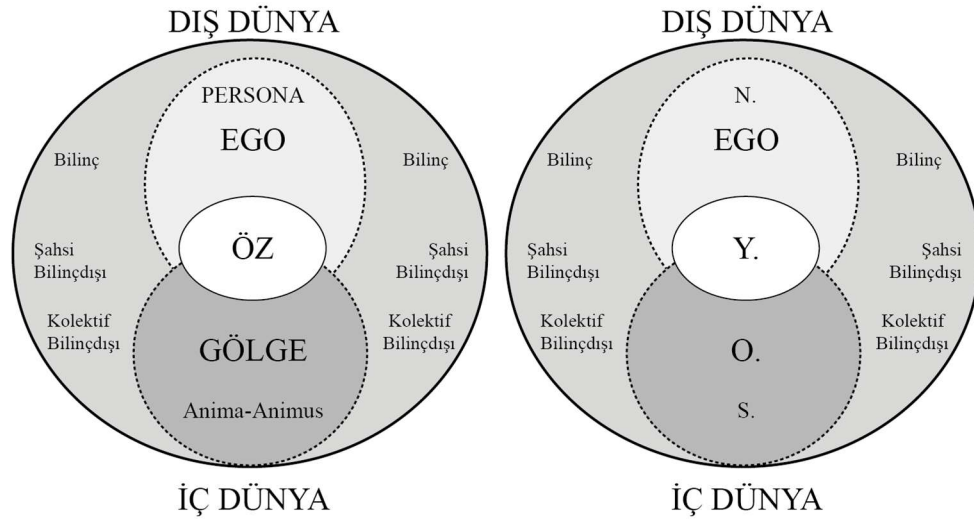 DIŞ DÜNYA
PERSONA
EGO
Bilinç
Bilinç
ÖZ
Şahsi
Bilinçdışı
Şahsi
Bilinçdışı
Kolektif
Bilinçdışı
Kolektif
Bilinçdışı
GÖLGE
Anima-Animus
İÇ DÜNYA
DIŞ DÜNYA
N.
EGO
Bilinç
Bilinç
Y.
Şahsi
Bilinçdışı
Şahsi
Bilinçdışı
Kolektif
Bilinçdışı
Kolektif
Bilinçdışı
O.
S.
İÇ DÜNYA